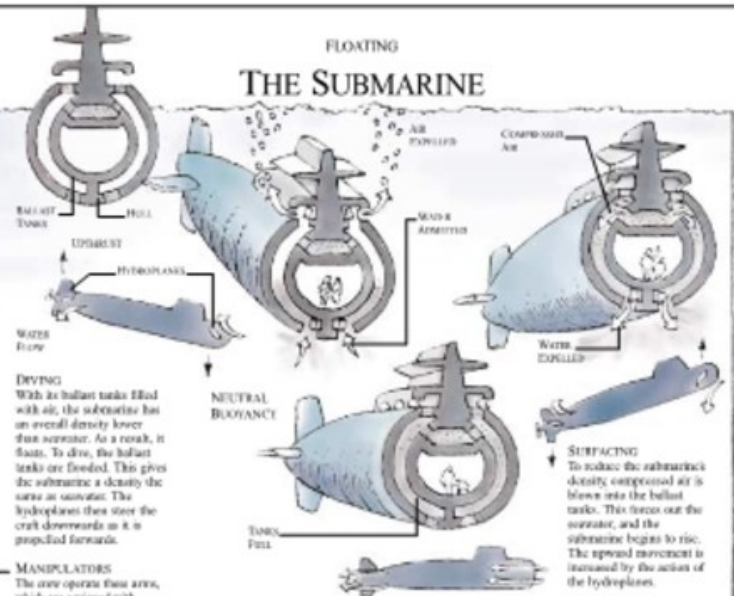 FLOATING
THE SUBMARINE
AIR
EXPELLED
COMPRESSED
AIR
BALLAST
TANKS
HULL
WATER
ADMITTED
UPTHRUST
HYDROPLANES
WATER
FLOW
WATER
EXPELLED
DIVING
With its ballast tanks filled
with air, the submarine has
an overall density lower
than seawater. As a result, it
floats. To dive, the ballast
tanks are flooded. This gives
the submarine a density the
same as seawater. The
hydroplanes then steer the
craft downwards as it is
propelled forwards.
NEUTRAL
BUOYANCY
TANKS
FULL
SURFACING
To reduce the submarine's
density, compressed air is
blown into the ballast
tanks. This forces out the
seawater, and the
submarine begins to rise.
The upward movement is
increased by the action of
the hydroplanes.
MANIPULATORS
The crew operate these arms,
which are